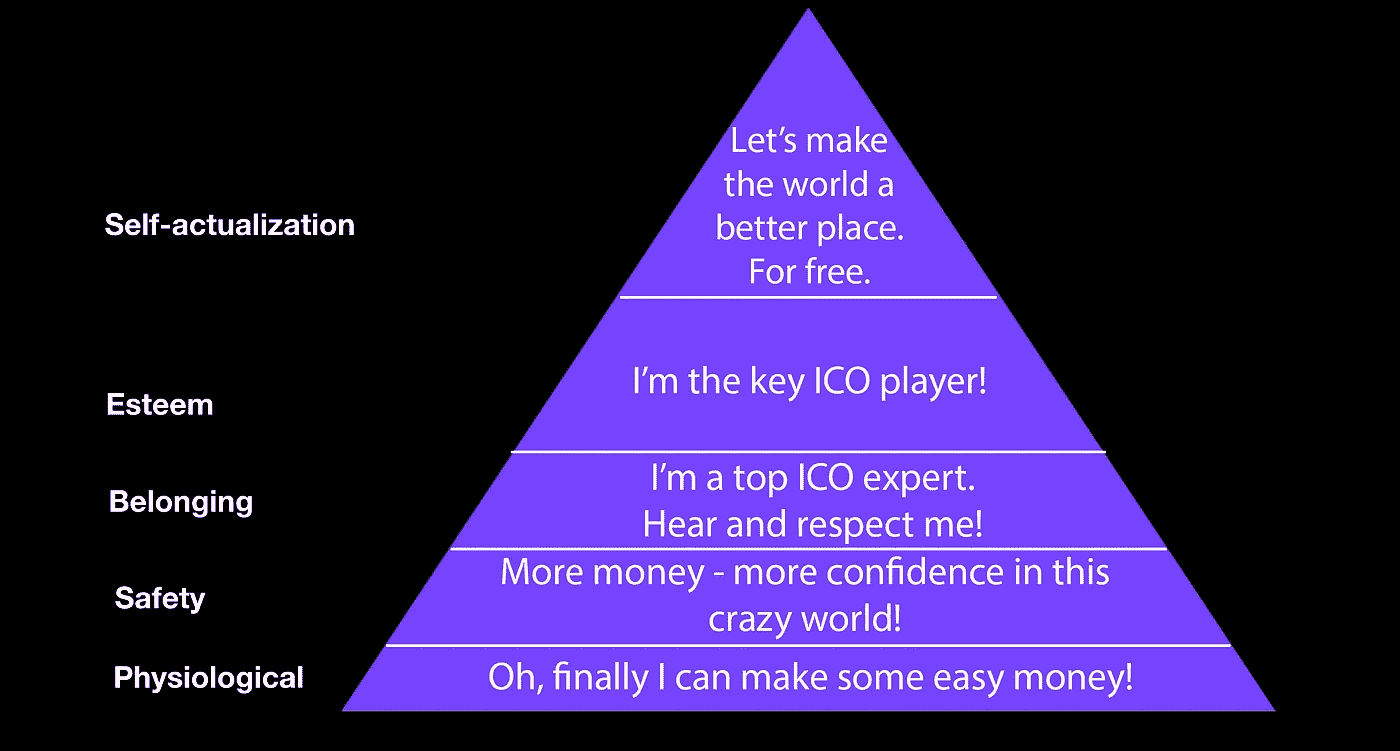 Let’s make
the world a
better place.
For free.
Self-actualization
I’m the key ICO player!
Esteem
I’m a top ICO expert.
Hear and respect me!
Belonging
More money - more confidence in this
crazy world!
Safety
Oh, finally I can make some easy money!
Physiological